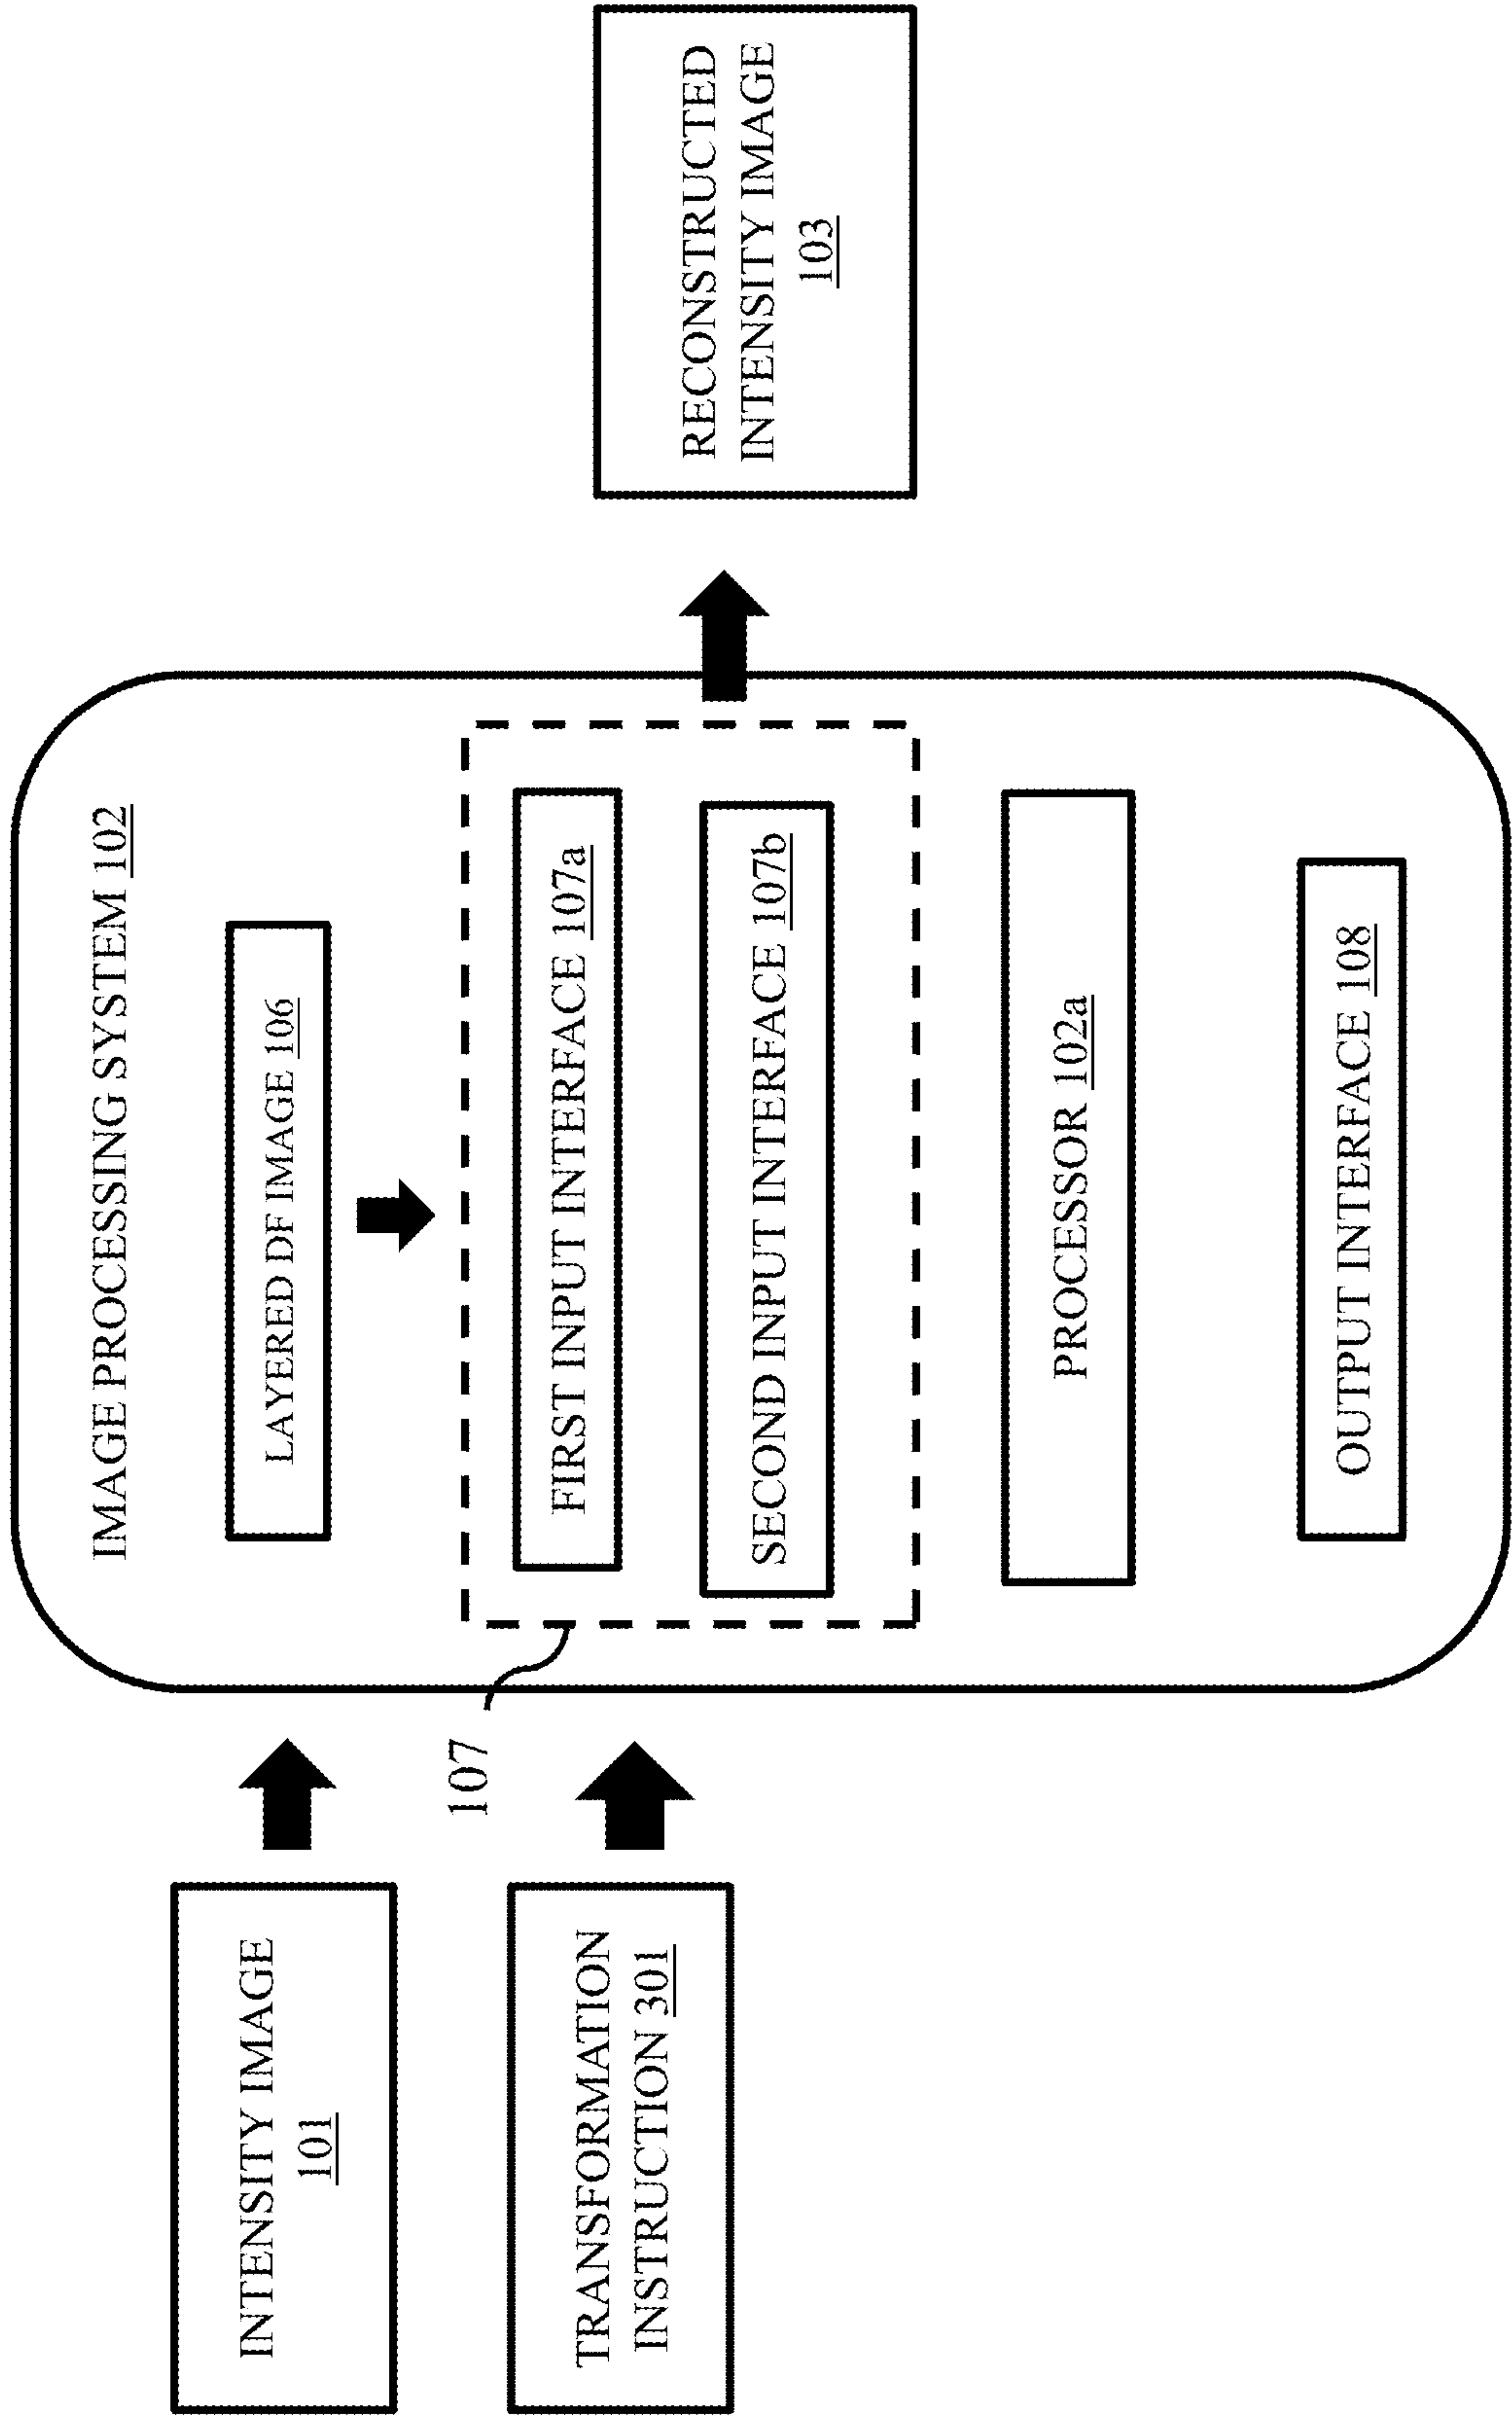 INTENSITY IMAGE
101
TRANSFORMATION
INSTRUCTION 301
107
IMAGE PROCESSING SYSTEM 102
LAYERED DF IMAGE 106
FIRST INPUT INTERFACE 107a
SECOND INPUT INTERFACE 107b
PROCESSOR 102a
OUTPUT INTERFACE 108
RECONSTRUCTED
INTENSITY IMAGE
103